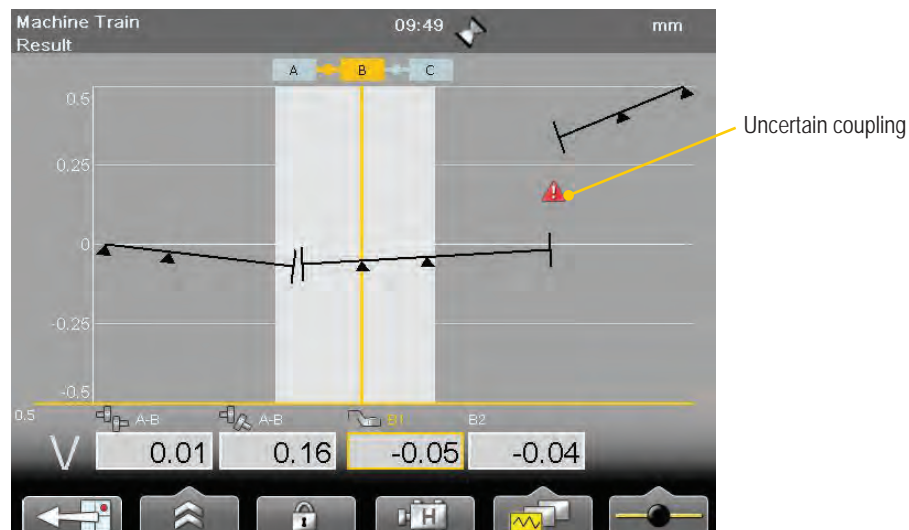 Machine Train 09:49 mm
Result
A B C
0.5
0.25
Uncertain coupling
0
-0.25
-0.5
0.5 A-B A-B B1 B2
V 0.01 0.16 -0.05 -0.04
H